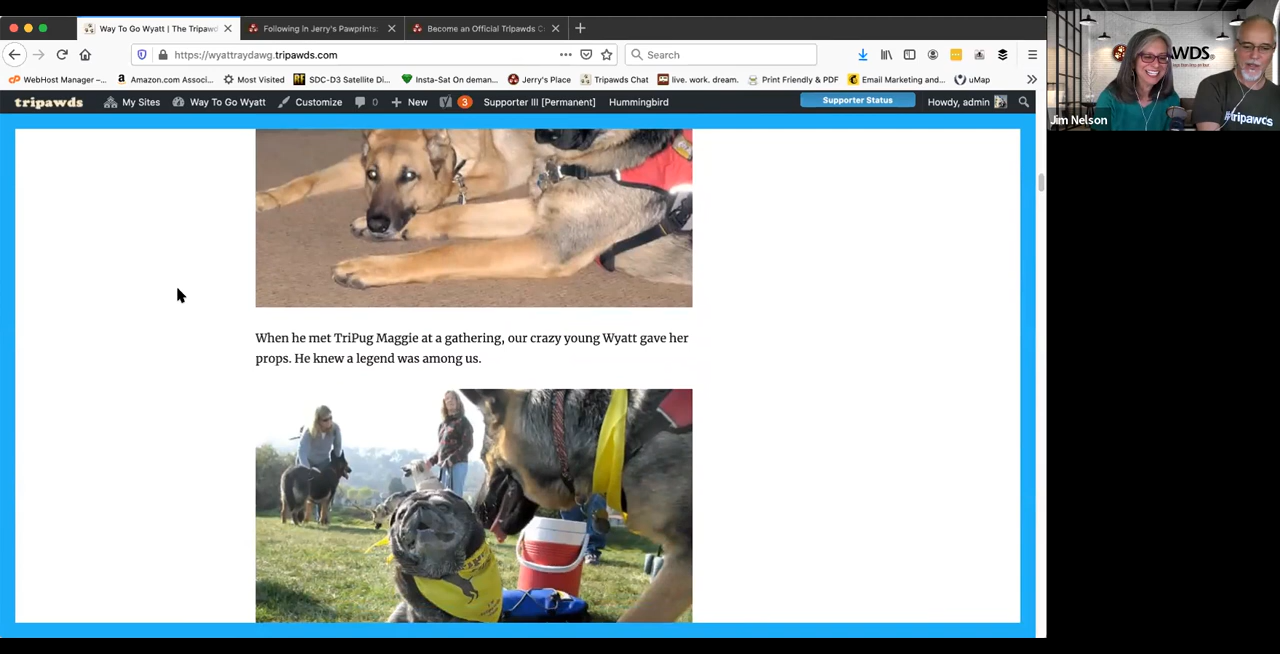 Way To Go Wyatt | The Tripawd
Following in Jerry's Pawprints:
Become an Official Tripawds C
https://wyattraydawg.tripawds.com
Search
WebHost Manager –...
Amazon.com Associ...
Most Visited
SDC-D3 Satellite Di...
Insta-Sat On deman...
Jerry's Place
Tripawds Chat
live. work. dream.
Print Friendly & PDF
Email Marketing and...
uMap
tripawds
My Sites
Way To Go Wyatt
Customize
0
New
3
Supporter III [Permanent]
Hummingbird
Supporter Status
Howdy, admin
When he met TriPug Maggie at a gathering, our crazy young Wyatt gave her
props. He knew a legend was among us.
Jim Nelson
#tripawds